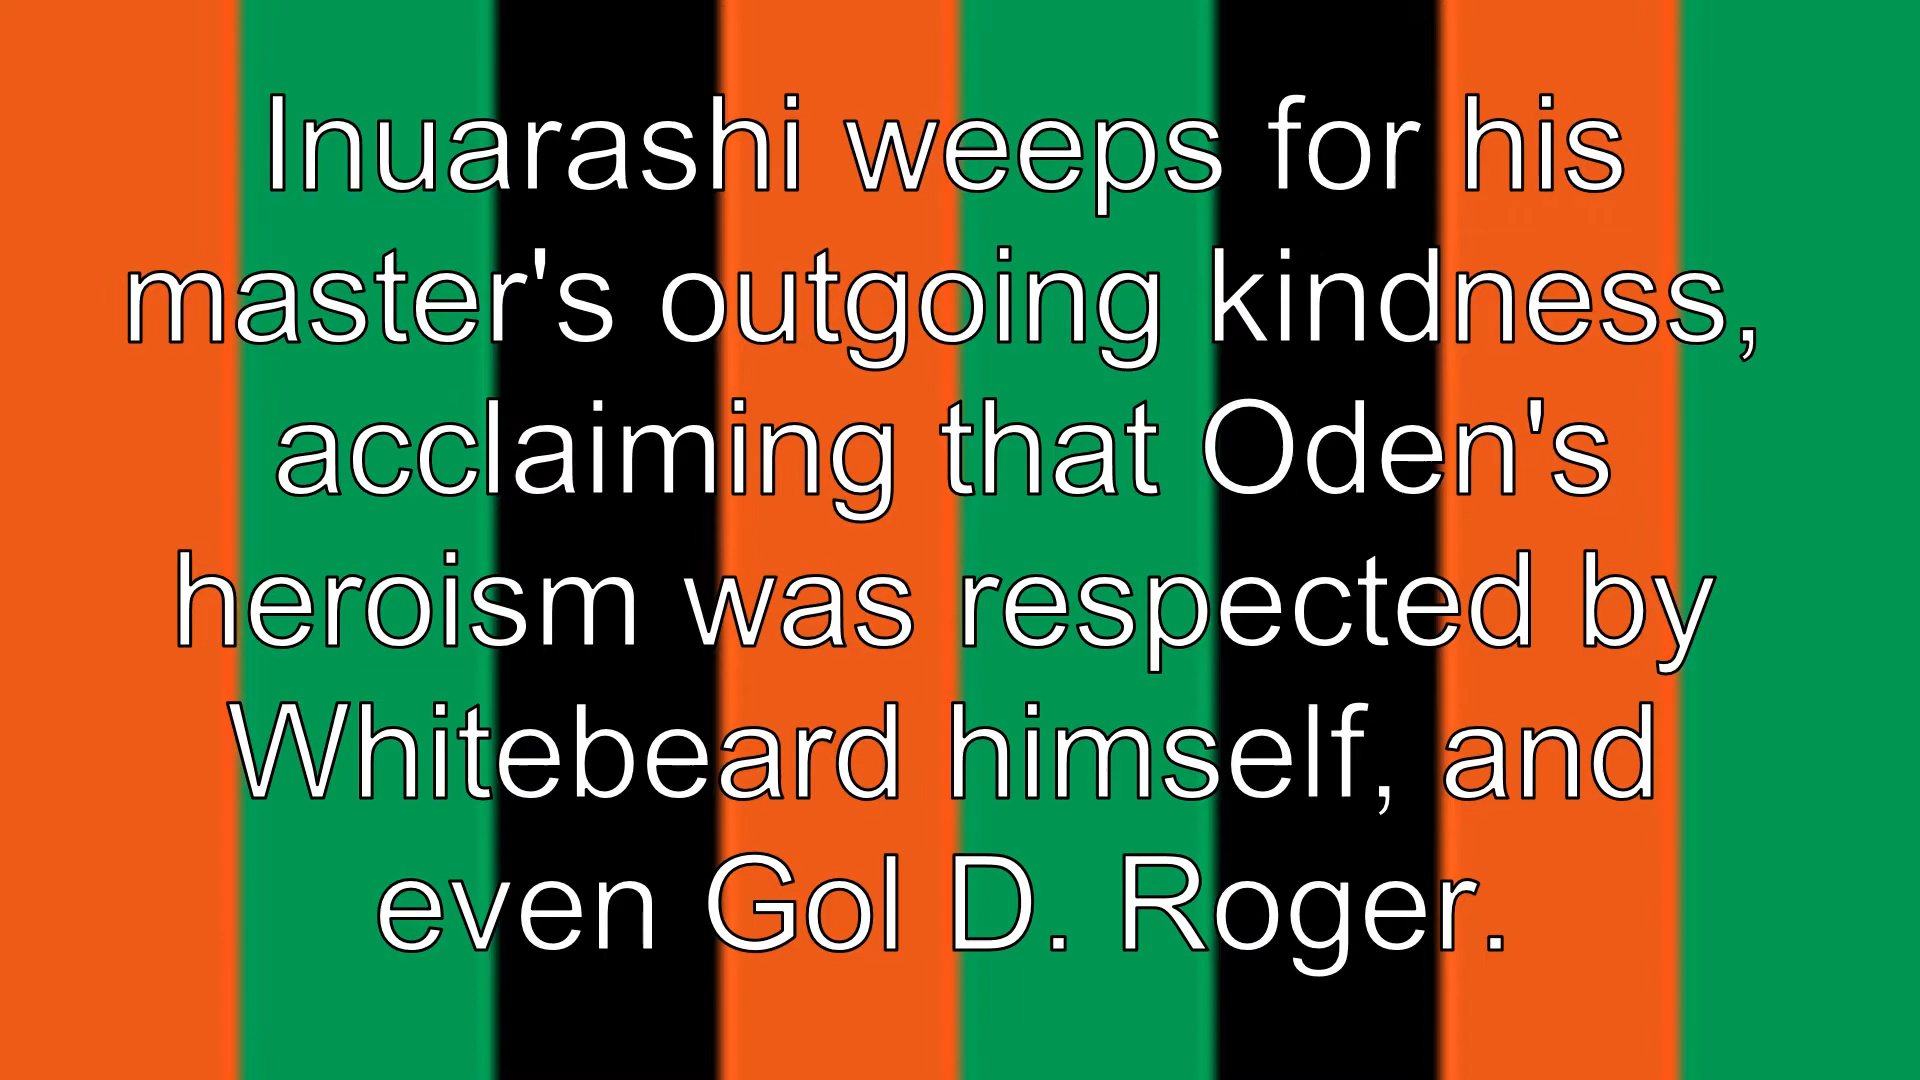 Inuarashi weeps for his
master's outgoing kindness,
acclaiming that Oden's
heroism was respected by
Whitebeard himself, and
even Gol D. Roger.